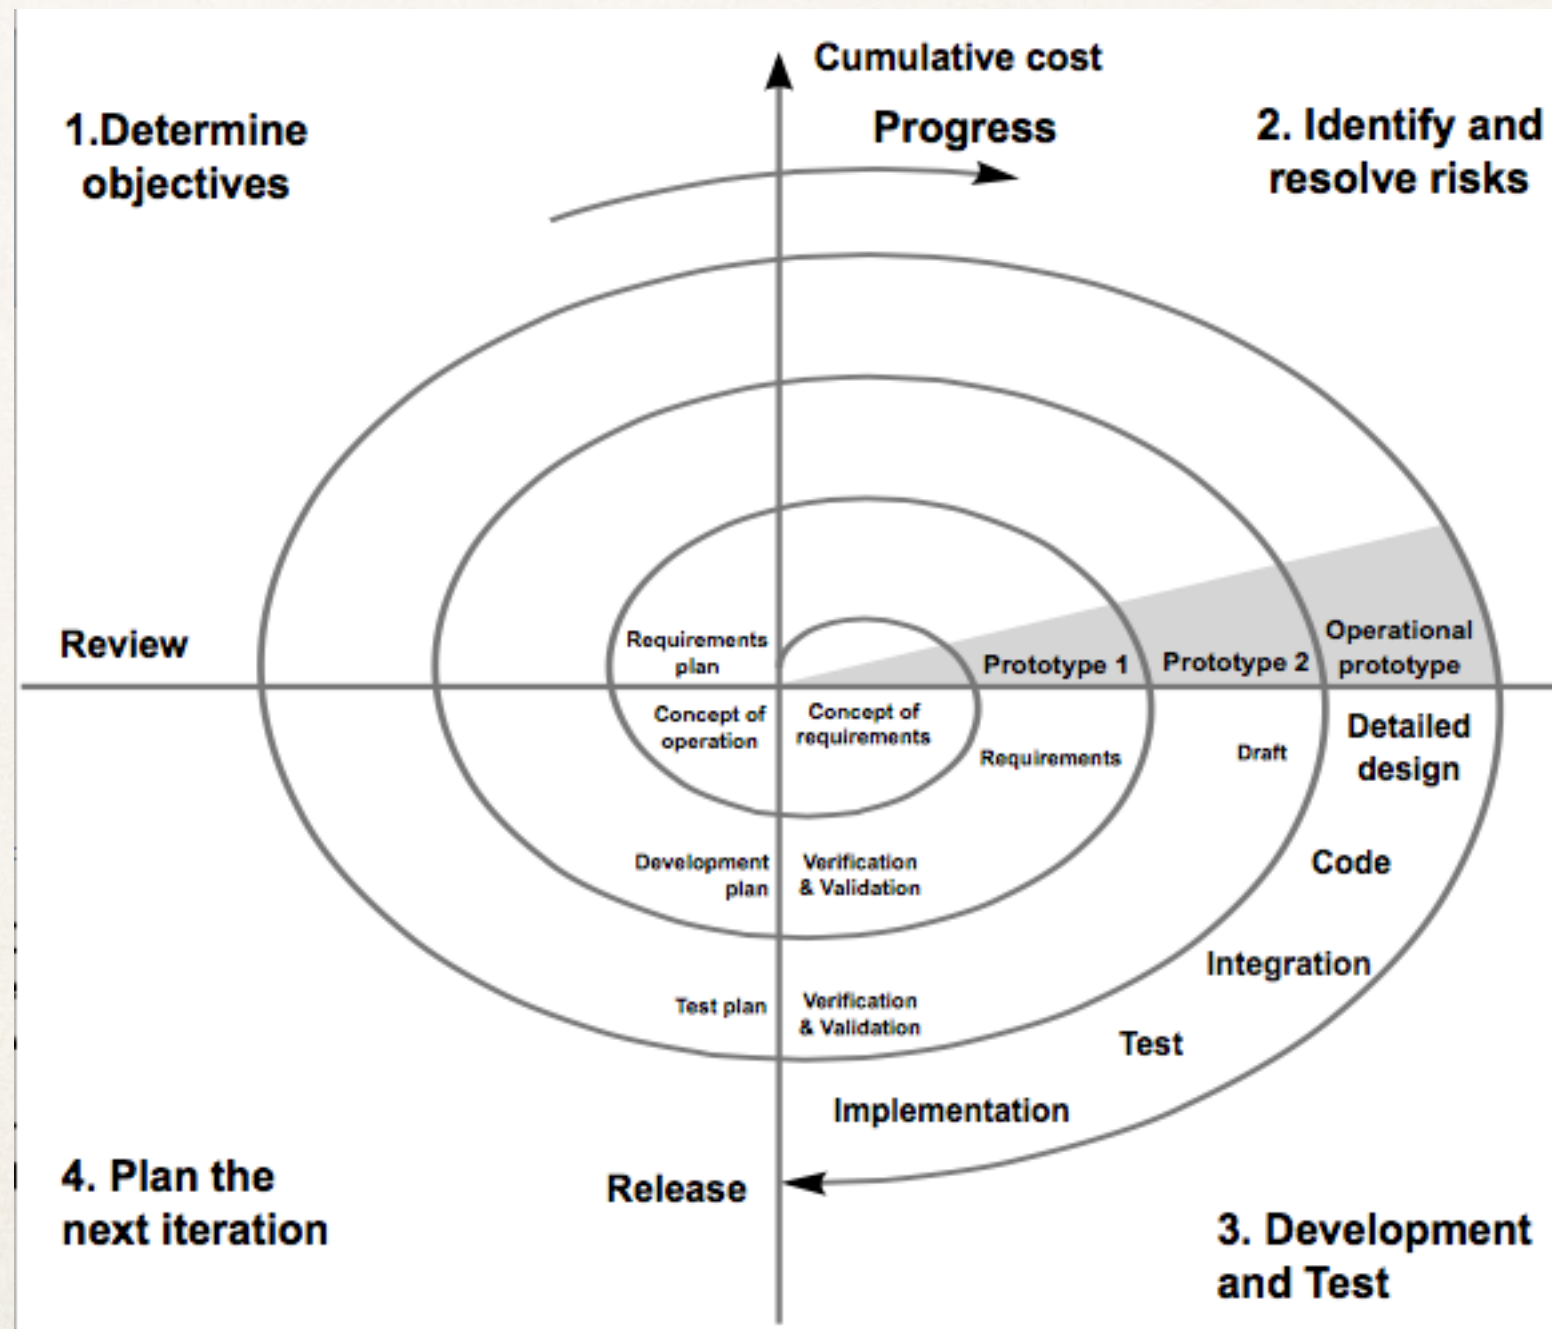 Cumulative cost
Progress
1.Determine
objectives
2. Identify and
resolve risks
Review
Requirements
plan
Prototype 1
Prototype 2
Operational
prototype
Concept of
operation
Concept of
requirements
Requirements
Draft
Detailed
design
Development
plan
Verification
& Validation
Code
Integration
Test plan
Verification
& Validation
Test
Implementation
Release
4. Plan the
next iteration
3. Development
and Test